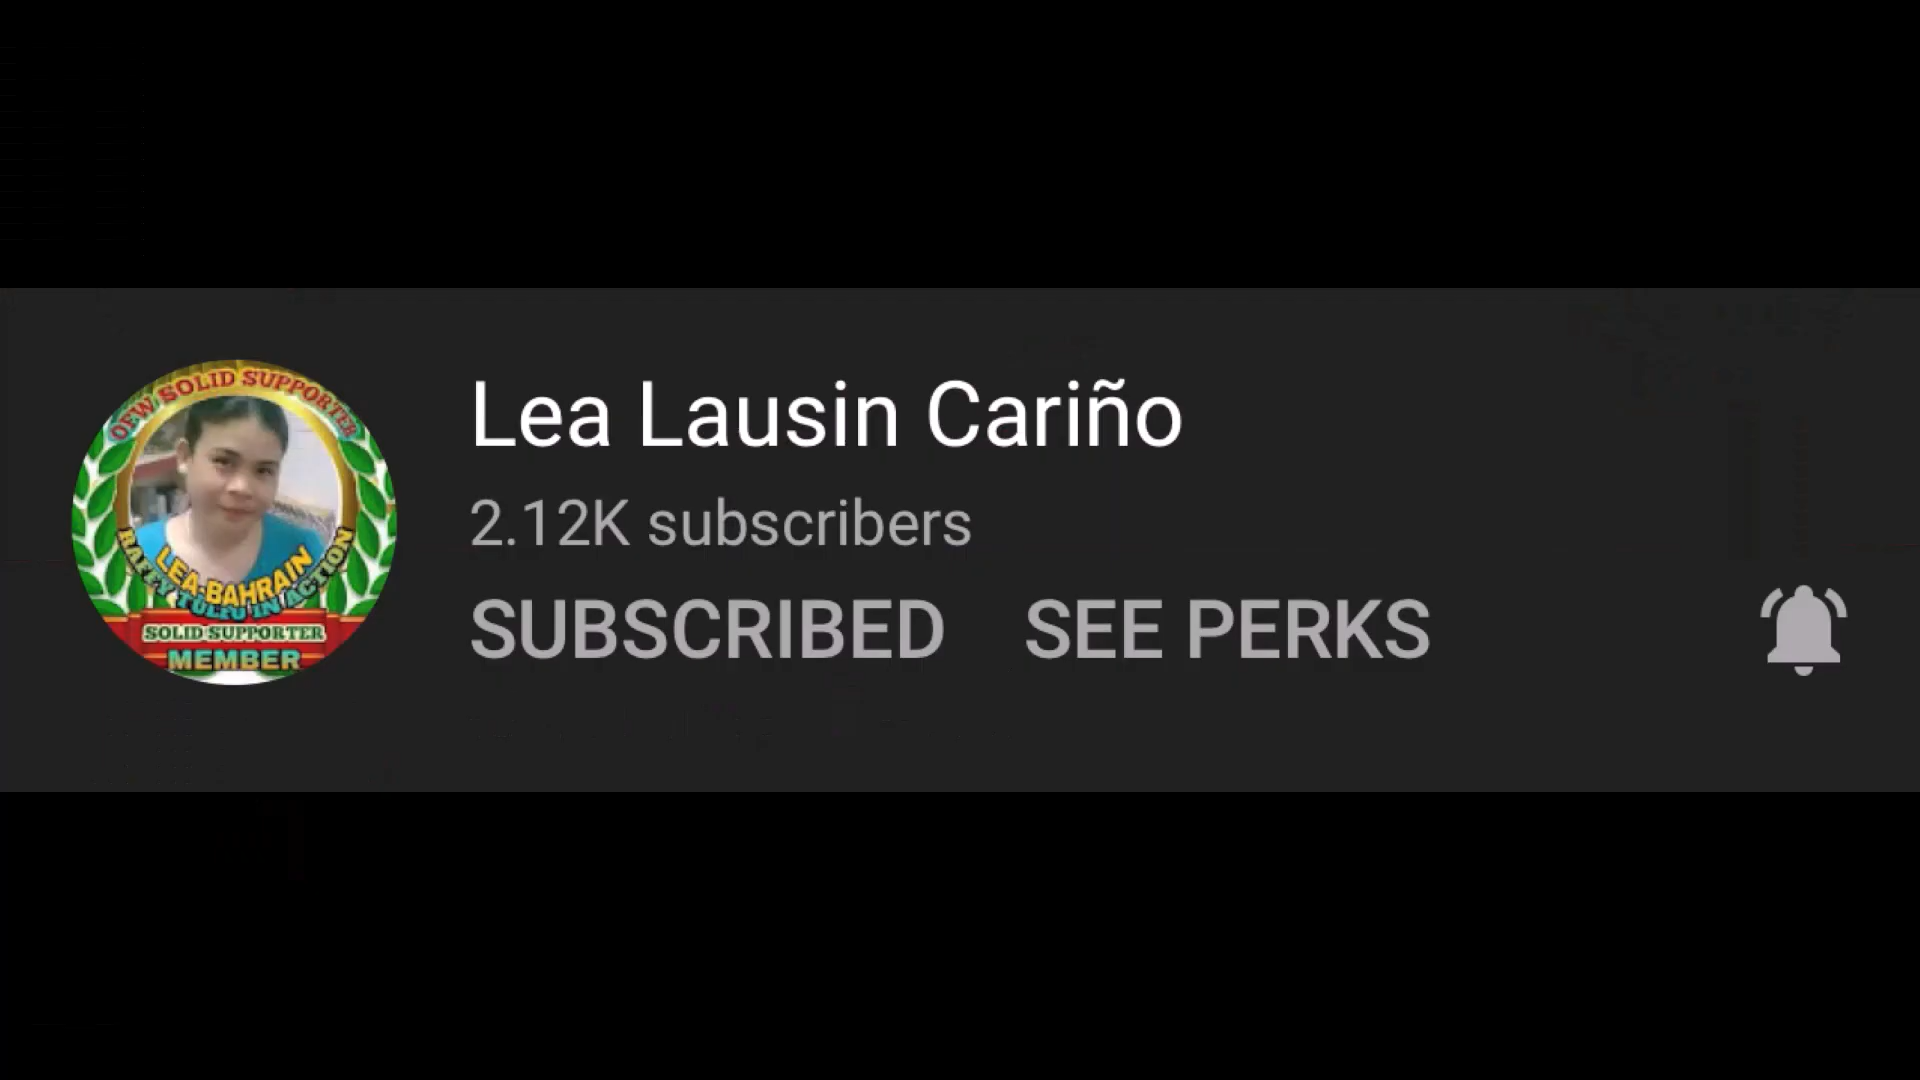 OFW SOLID SUPPORTER
LEA-BAHRAIN
RAFFY TULFO IN ACTION
SOLID SUPPORTER
MEMBER
Lea Lausin Cariño
2.12K subscribers
SUBSCRIBED SEE PERKS